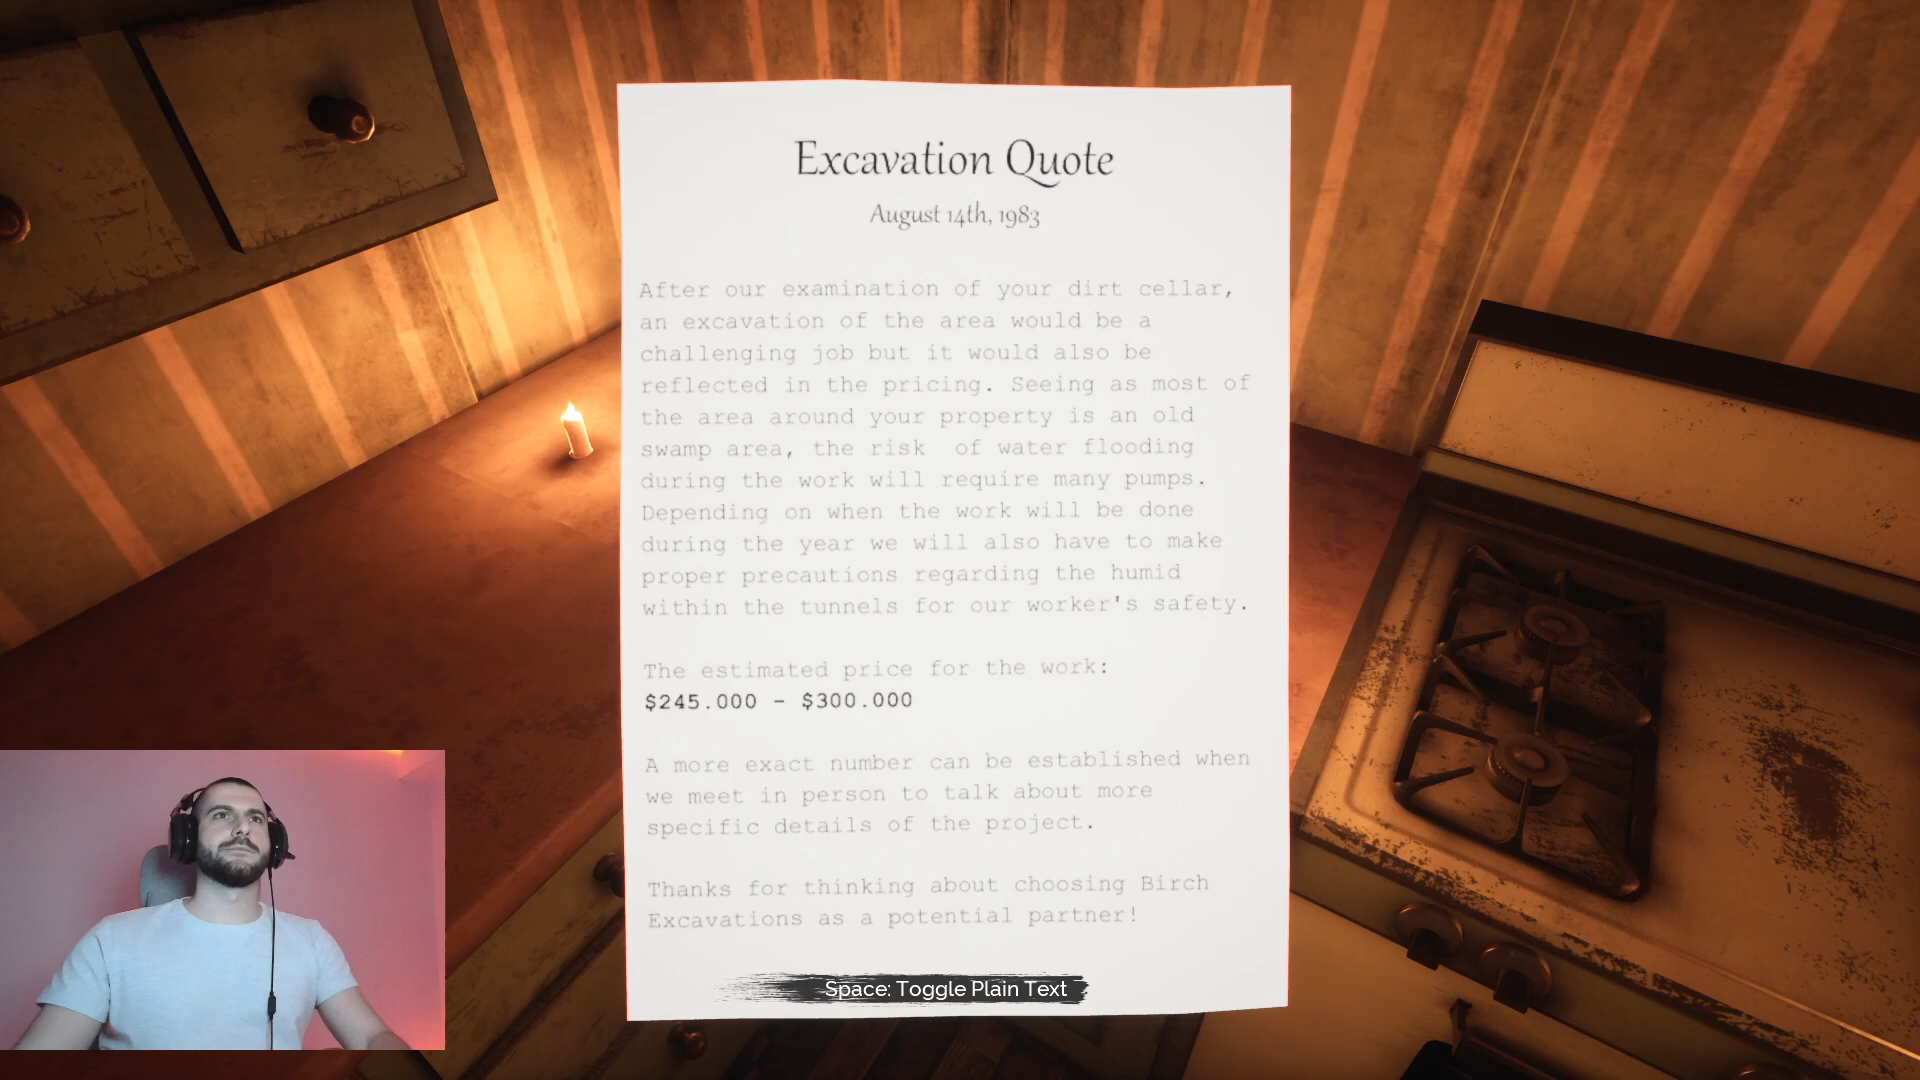 Excavation Quote
August 14th, 1983
After our examination of your dirt cellar,
an excavation of the area would be a
challenging job but it would also be
reflected in the pricing. Seeing as most of
the area around your property is an old
swamp area, the risk  of water flooding
during the work will require many pumps.
Depending on when the work will be done
during the year we will also have to make
proper precautions regarding the humid
within the tunnels for our worker's safety.
The estimated price for the work:
$245.000 - $300.000
A more exact number can be established when
we meet in person to talk about more
specific details of the project.
Thanks for thinking about choosing Birch
Excavations as a potential partner!
Space: Toggle Plain Text